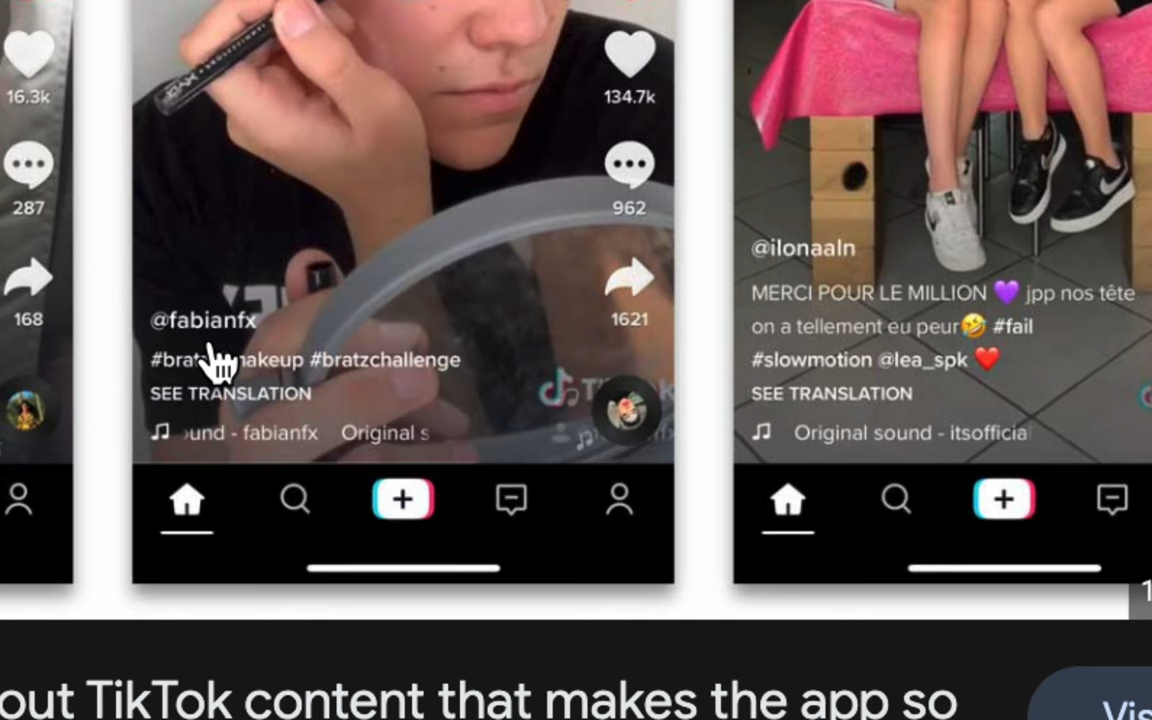 16.3k
287
168
134.7k
962
1621
@fabianfx
#bratzchallenge
SEE TRANSLATION
und - fabianfx Original s
@ilonaaln
MERCI POUR LE MILLION 💜 jpp nos tête
on a tellement eu peur🤣 #fail
#slowmotion @lea_spk ❤️
SEE TRANSLATION
Original sound - itsofficial
out TikTok content that makes the app so